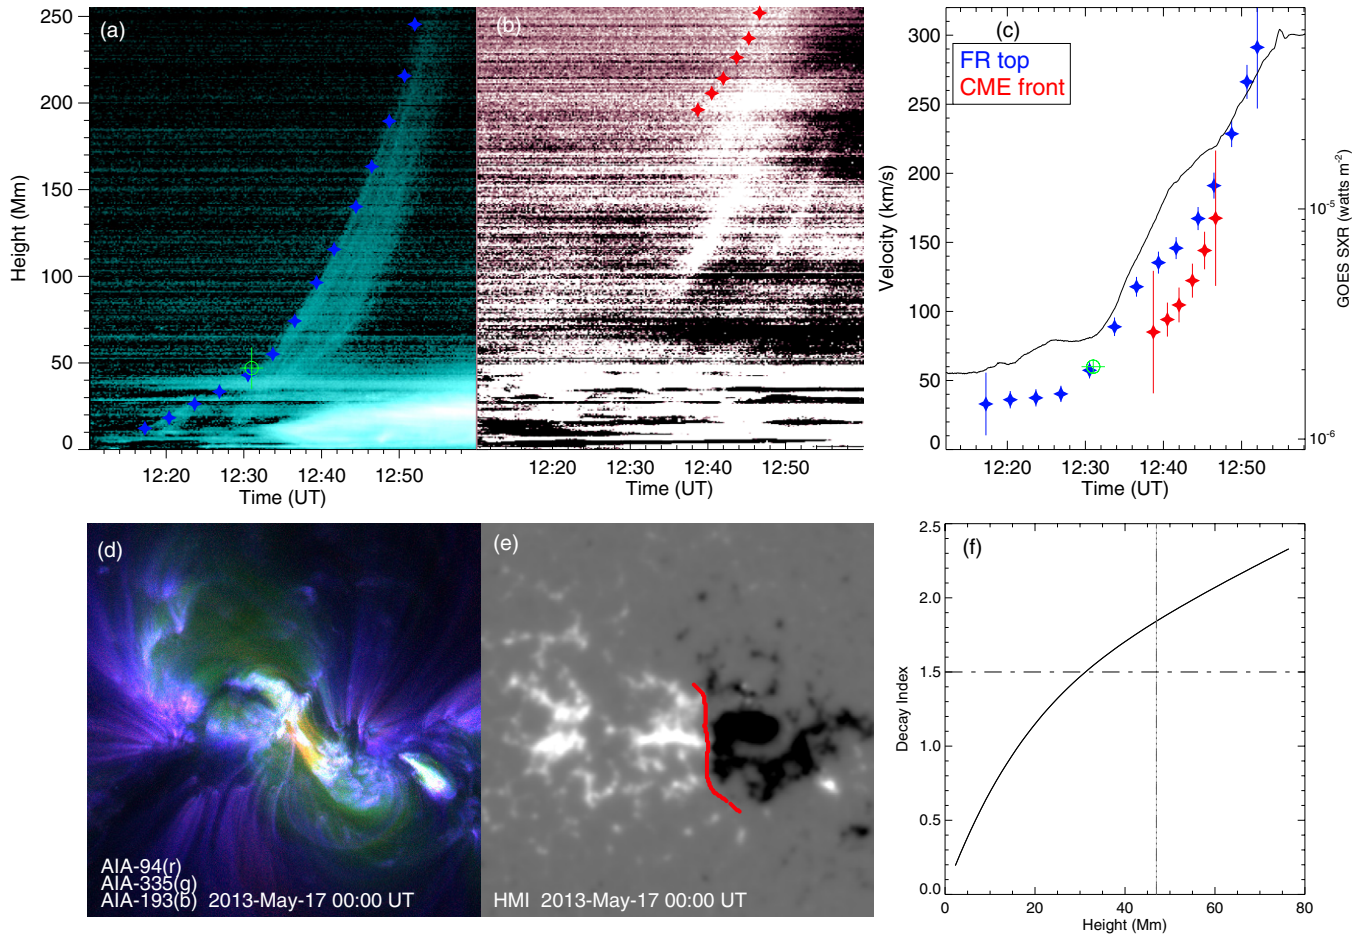 (a)
250
200
150
100
50
0
Height (Mm)
12:20
12:30
12:40
12:50
Time (UT)
(b)
12:20
12:30
12:40
12:50
Time (UT)
(c)
FR top
CME front
300
250
200
150
100
50
0
Velocity (km/s)
12:20
12:30
12:40
12:50
Time (UT)
10-5
10-6
GOES SXR (watts m-2)
(d)
AIA-94(r)
AIA-335(g)
AIA-193(b) 2013-May-17 00:00 UT
(e)
HMI 2013-May-17 00:00 UT
(f)
2.5
2.0
1.5
1.0
0.5
0.0
Decay Index
0
20
40
60
80
Height (Mm)